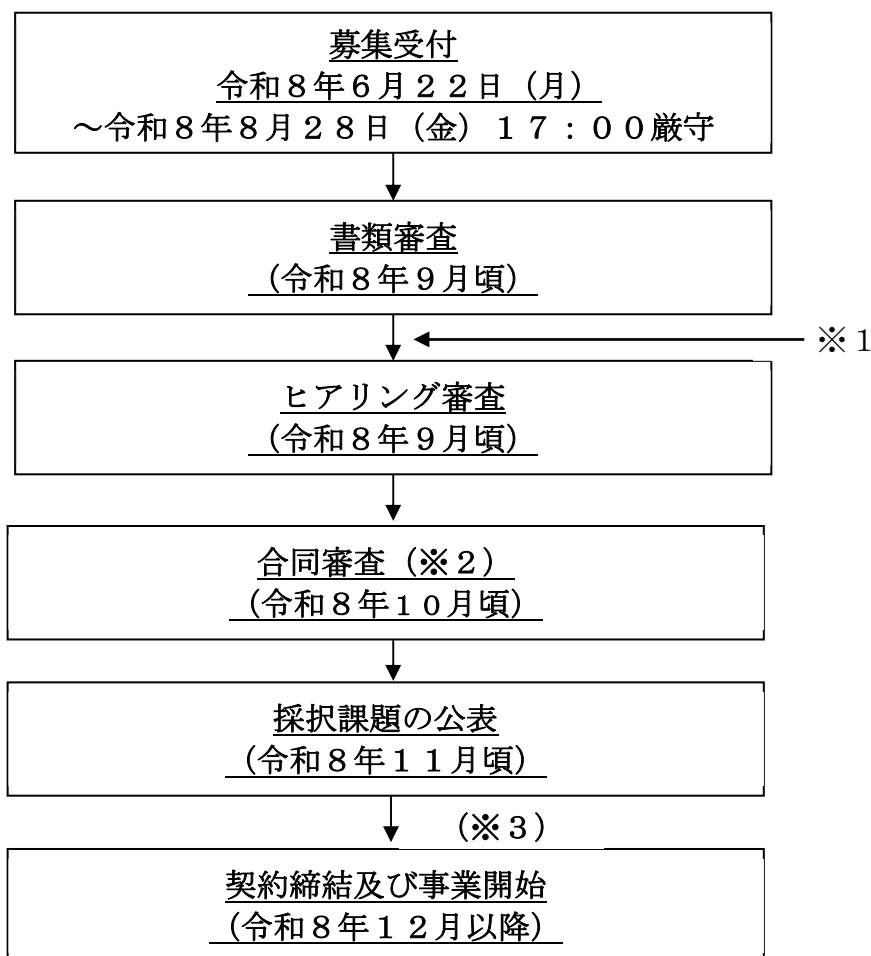 募集受付
令和８年６月２２日（月）
～令和８年８月２８日（金）１７：００厳守
書類審査
（令和８年９月頃）
※１
ヒアリング審査
（令和８年９月頃）
合同審査（※２）
（令和８年１０月頃）
採択課題の公表
（令和８年１１月頃）
（※３）
契約締結及び事業開始
（令和８年１２月以降）